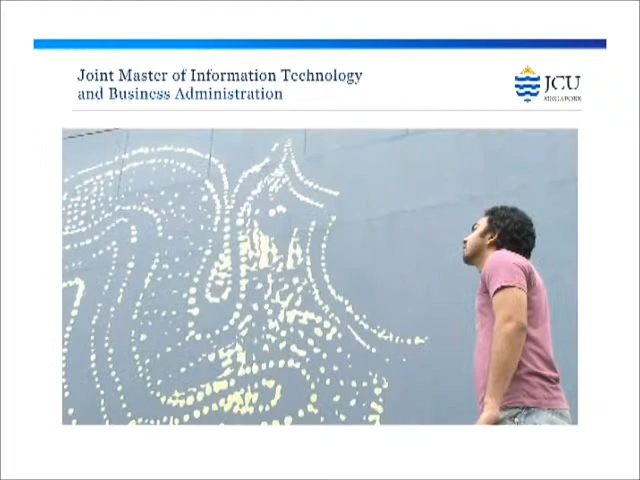 Joint Master of Information Technology
and Business Administration
JCU
SINGAPORE